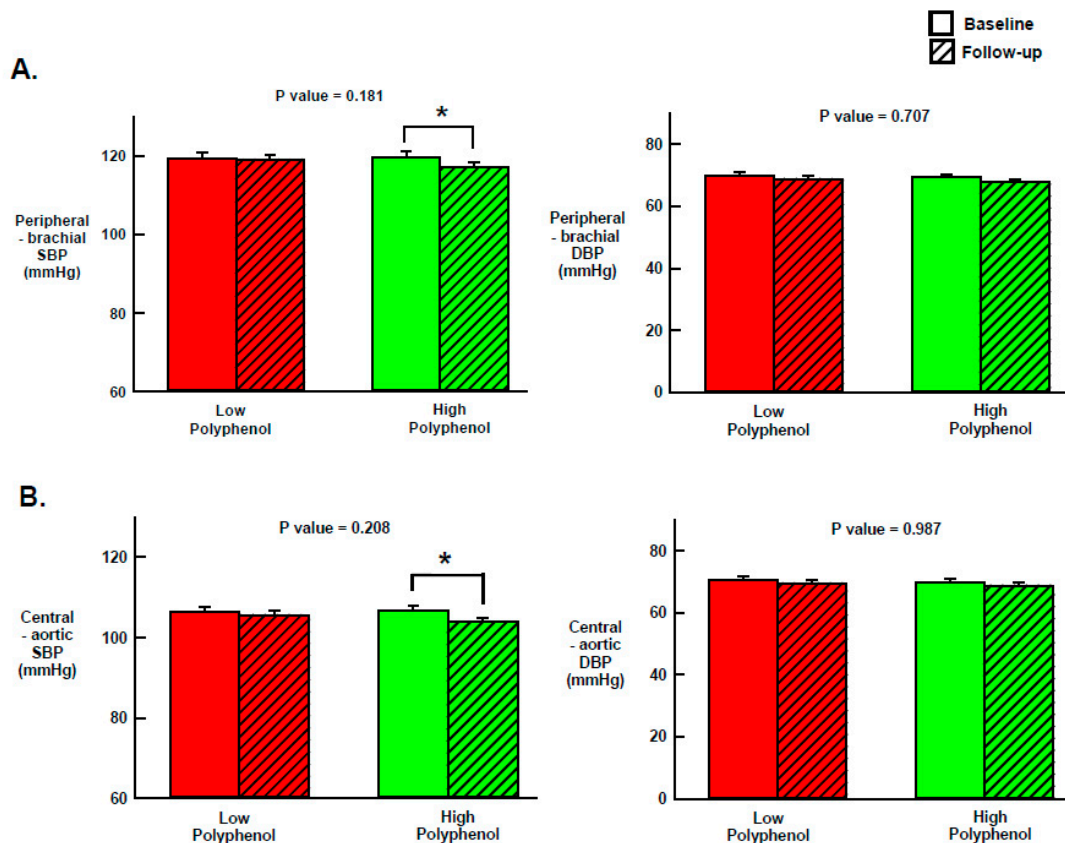 Baseline
Follow-up
A.
P value = 0.181
*
120
100
80
60
Peripheral
- brachial
SBP
(mmHg)
Low
Polyphenol
High
Polyphenol
P value = 0.707
80
60
40
20
0
Peripheral
- brachial
DBP
(mmHg)
Low
Polyphenol
High
Polyphenol
B.
P value = 0.208
*
120
100
80
60
Central
- aortic
SBP
(mmHg)
Low
Polyphenol
High
Polyphenol
P value = 0.987
80
60
40
20
0
Central
- aortic
DBP
(mmHg)
Low
Polyphenol
High
Polyphenol